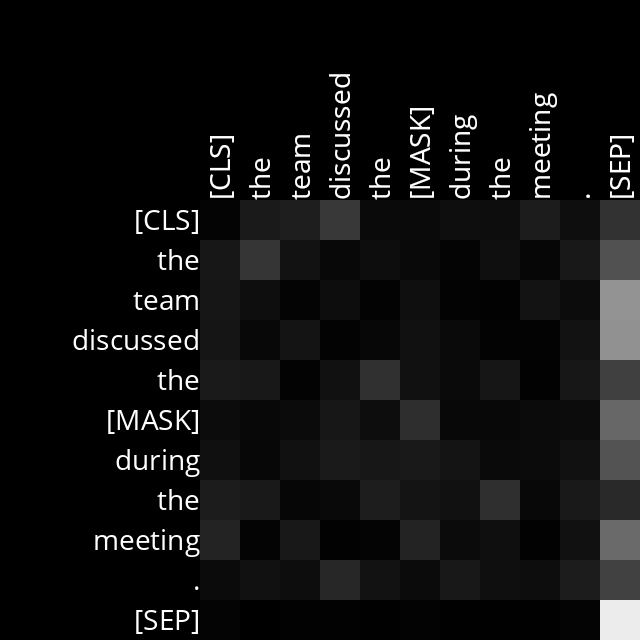 [CLS] the team discussed the [MASK] during the meeting . [SEP]
[CLS]
the
team
discussed
the
[MASK]
during
the
meeting
.
[SEP]